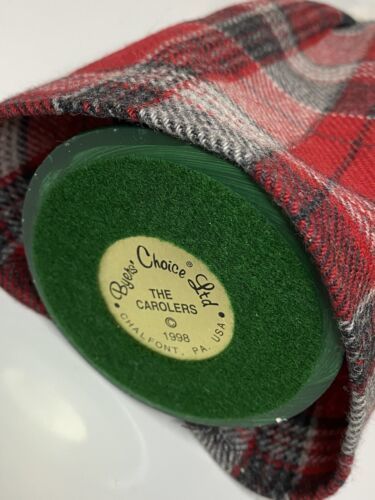 Byers' Choice® Ltd
THE
CAROLERS
©
1998
• CHALFONT, PA. USA •